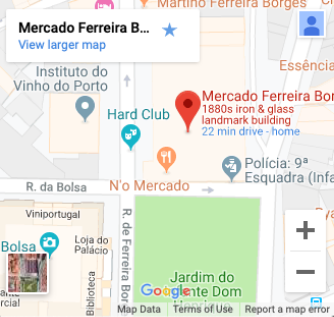 Martino Ferreira Borges
Mercado Ferreira B...
View larger map
Essência
Instituto do
Vinho do Porto
Mercado Ferreira Bor
1880s iron & glass
landmark building
22 min drive - home
Hard Club
Polícia: 9ª
Esquadra (Infa
N'o Mercado
R. da Bolsa
Viniportugal
Bolsa
Loja do
Palácio
R. de Ferreira Bor
Biblioteca
Jardim do
Dom
Google
Map Data
Terms of Use
Report a map error